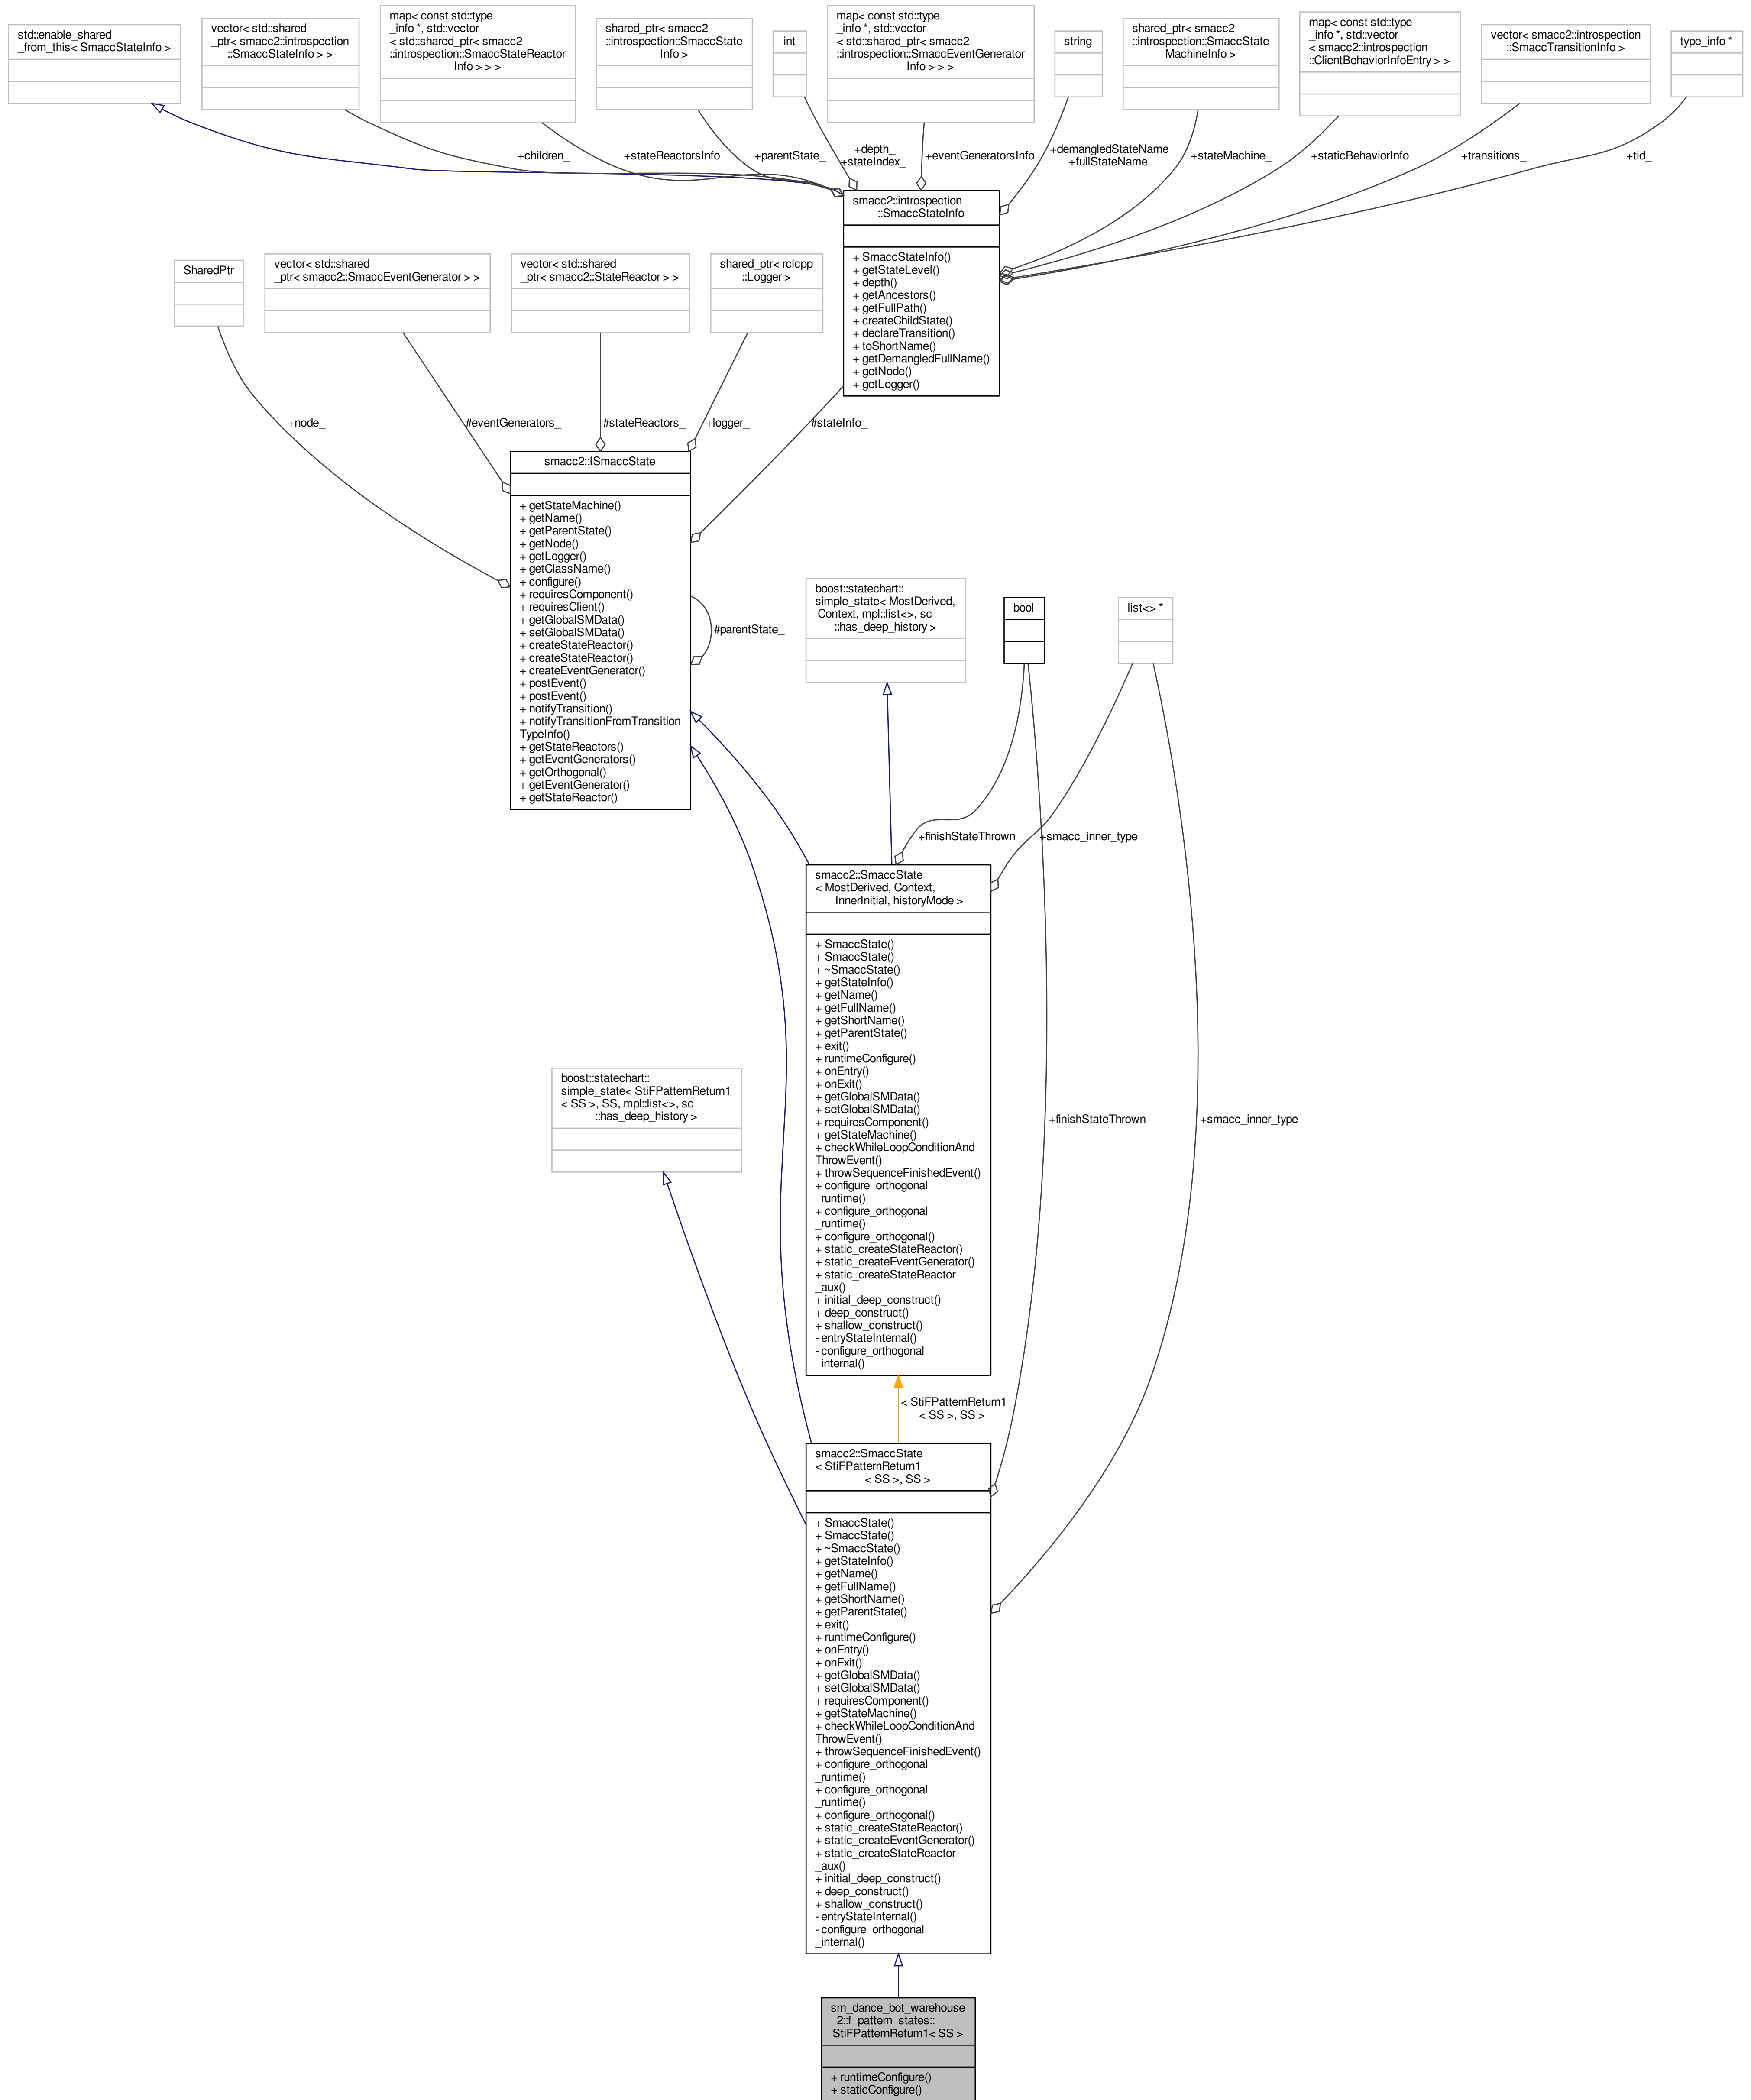 std::enable_shared
_from_this< SmaccStateInfo >
vector< std::shared
_ptr< smacc2::introspection
::SmaccStateInfo > >
map< const std::type
_info *, std::vector
< std::shared_ptr< smacc2
::introspection::SmaccStateReactor
Info > > >
shared_ptr< smacc2
::introspection::SmaccState
Info >
int
map< const std::type
_info *, std::vector
< std::shared_ptr< smacc2
::introspection::SmaccEventGenerator
Info > > >
string
shared_ptr< smacc2
::introspection::SmaccState
MachineInfo >
map< const std::type
_info *, std::vector
< smacc2::introspection
::ClientBehaviorInfoEntry > >
vector< smacc2::introspection
::SmaccTransitionInfo >
type_info *
+children_
+stateReactorsInfo
+parentState_
+depth_
+stateIndex_
+eventGeneratorsInfo
+demangledStateName
+fullStateName
+stateMachine_
+staticBehaviorInfo
+transitions_
+tid_
smacc2::introspection
::SmaccStateInfo
+ SmaccStateInfo()
+ getStateLevel()
+ depth()
+ getAncestors()
+ getFullPath()
+ createChildState()
+ declareTransition()
+ toShortName()
+ getDemangledFullName()
+ getNode()
+ getLogger()
SharedPtr
vector< std::shared
_ptr< smacc2::SmaccEventGenerator > >
vector< std::shared
_ptr< smacc2::StateReactor > >
shared_ptr< rclcpp
::Logger >
+node_
#eventGenerators_
#stateReactors_
+logger_
#stateInfo_
smacc2::ISmaccState
+ getStateMachine()
+ getName()
+ getParentState()
+ getNode()
+ getLogger()
+ getClassName()
+ configure()
+ requiresComponent()
+ requiresClient()
+ getGlobalSMData()
+ setGlobalSMData()
+ createStateReactor()
+ createStateReactor()
+ createEventGenerator()
+ postEvent()
+ postEvent()
+ notifyTransition()
+ notifyTransitionFromTransition
TypeInfo()
+ getStateReactors()
+ getEventGenerators()
+ getOrthogonal()
+ getEventGenerator()
+ getStateReactor()
#parentState_
boost::statechart::
simple_state< MostDerived,
Context, mpl::list<>, sc
::has_deep_history >
bool
list<> *
+finishStateThrown
+smacc_inner_type
smacc2::SmaccState
< MostDerived, Context,
InnerInitial, historyMode >
+ SmaccState()
+ SmaccState()
+ ~SmaccState()
+ getStateInfo()
+ getName()
+ getFullName()
+ getShortName()
+ getParentState()
+ exit()
+ runtimeConfigure()
+ onEntry()
+ onExit()
+ getGlobalSMData()
+ setGlobalSMData()
+ requiresComponent()
+ getStateMachine()
+ checkWhileLoopConditionAnd
ThrowEvent()
+ throwSequenceFinishedEvent()
+ configure_orthogonal
_runtime()
+ configure_orthogonal
_runtime()
+ configure_orthogonal()
+ static_createStateReactor()
+ static_createEventGenerator()
+ static_createStateReactor
_aux()
+ initial_deep_construct()
+ deep_construct()
+ shallow_construct()
- entryStateInternal()
- configure_orthogonal
_internal()
boost::statechart::
simple_state< StiFPatternReturn1
< SS >, SS, mpl::list<>, sc
::has_deep_history >
+finishStateThrown
+smacc_inner_type
< StiFPatternReturn1
< SS >, SS >
smacc2::SmaccState
< StiFPatternReturn1
< SS >, SS >
+ SmaccState()
+ SmaccState()
+ ~SmaccState()
+ getStateInfo()
+ getName()
+ getFullName()
+ getShortName()
+ getParentState()
+ exit()
+ runtimeConfigure()
+ onEntry()
+ onExit()
+ getGlobalSMData()
+ setGlobalSMData()
+ requiresComponent()
+ getStateMachine()
+ checkWhileLoopConditionAnd
ThrowEvent()
+ throwSequenceFinishedEvent()
+ configure_orthogonal
_runtime()
+ configure_orthogonal
_runtime()
+ configure_orthogonal()
+ static_createStateReactor()
+ static_createEventGenerator()
+ static_createStateReactor
_aux()
+ initial_deep_construct()
+ deep_construct()
+ shallow_construct()
- entryStateInternal()
- configure_orthogonal
_internal()
sm_dance_bot_warehouse
_2::f_pattern_states::
StiFPatternReturn1< SS >
+ runtimeConfigure()
+ staticConfigure()